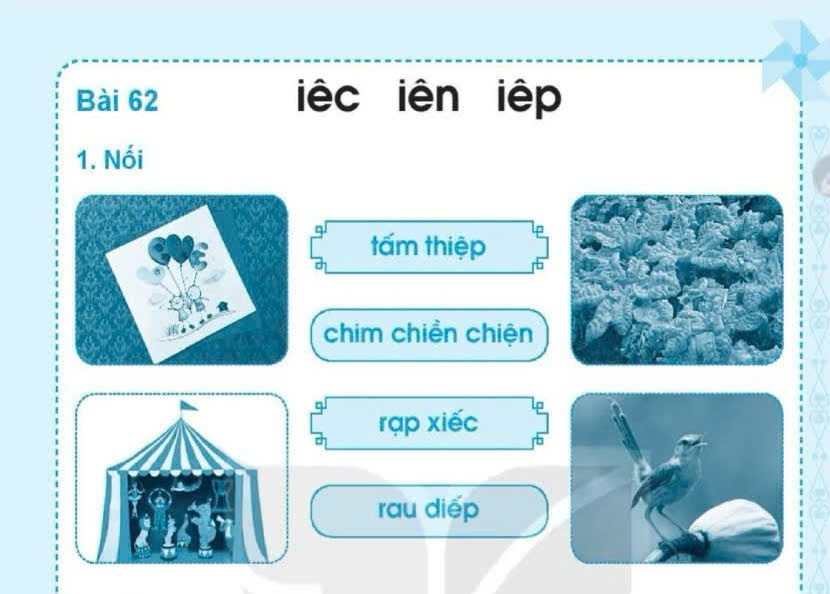 Bài 62
iêc iên iêp
1. Nối
tấm thiệp
chim chiền chiện
rạp xiếc
rau diếp